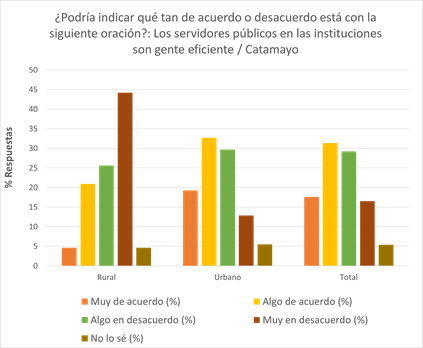 ¿Podría indicar qué tan de acuerdo o desacuerdo está con la
siguiente oración?: Los servidores públicos en las instituciones
son gente eficiente / Catamayo
% Respuestas
50
45
40
35
30
25
20
15
10
5
0
Rural Urbano Total
Muy de acuerdo (%) Algo de acuerdo (%)
Algo en desacuerdo (%) Muy en desacuerdo (%)
No lo sé (%)